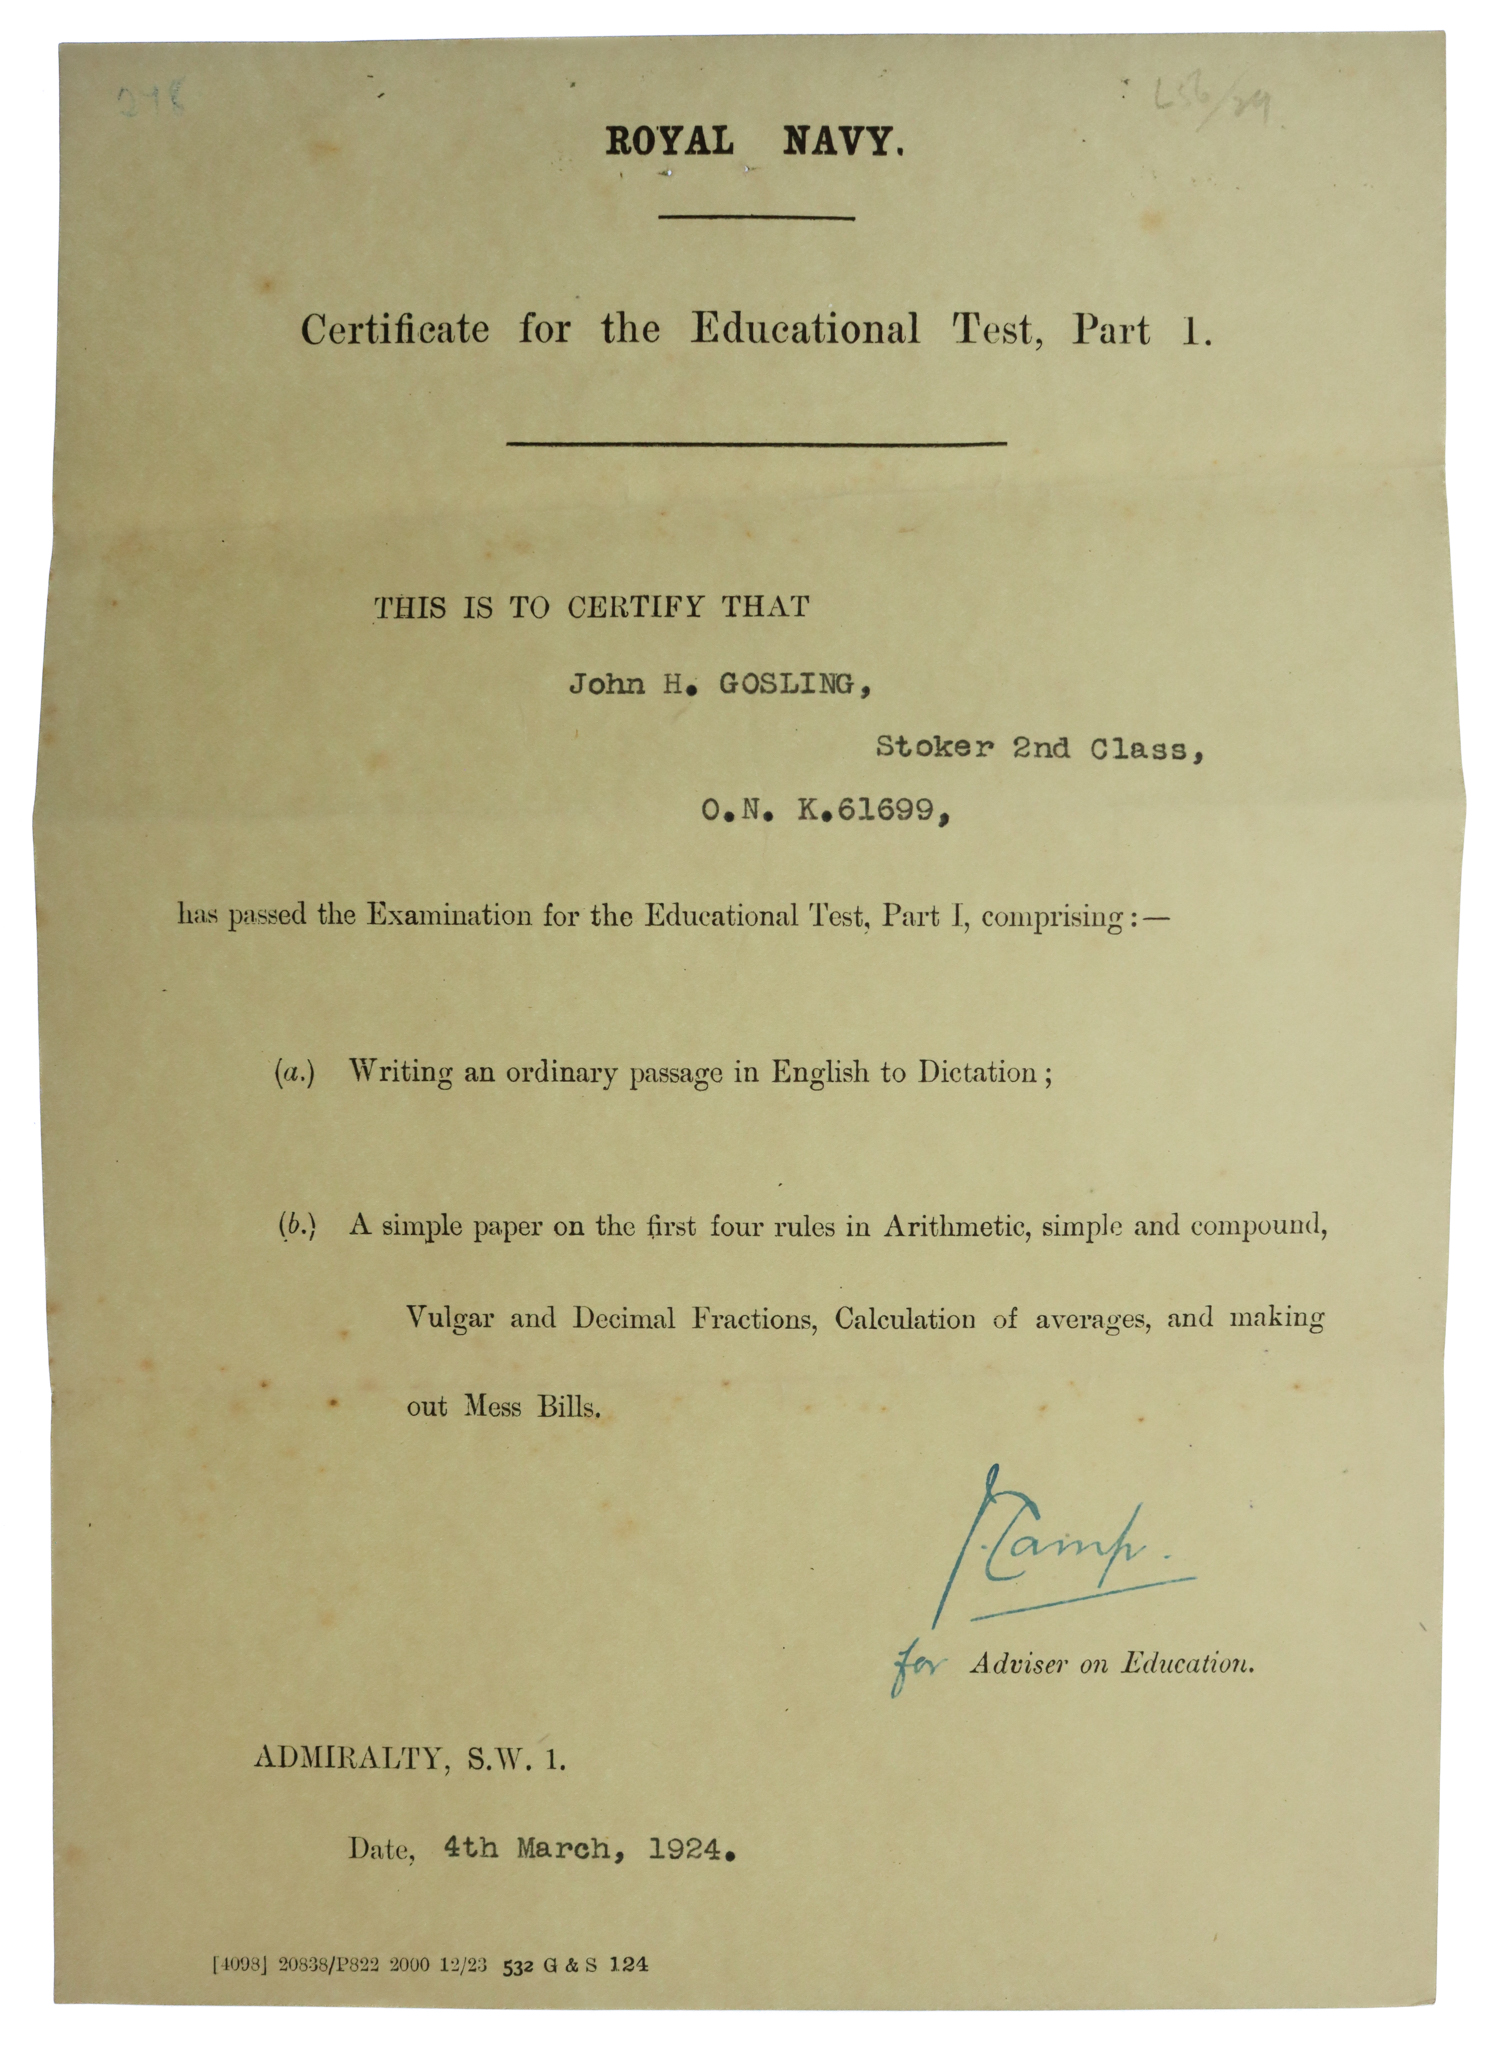 ROYAL NAVY.
Certificate for the Educational Test, Part 1.
THIS IS TO CERTIFY THAT
John H. GOSLING,
Stoker 2nd Class,
O.N. K.61699,
has passed the Examination for the Educational Test, Part I, comprising:—
(a.) Writing an ordinary passage in English to Dictation;
(b.) A simple paper on the first four rules in Arithmetic, simple and compound,
Vulgar and Decimal Fractions, Calculation of averages, and making
out Mess Bills.
J. Camp.
for Adviser on Education.
ADMIRALTY, S.W. 1.
Date, 4th March, 1924.
[4098] 20838/P822 2000 12/23 532 G & S 124